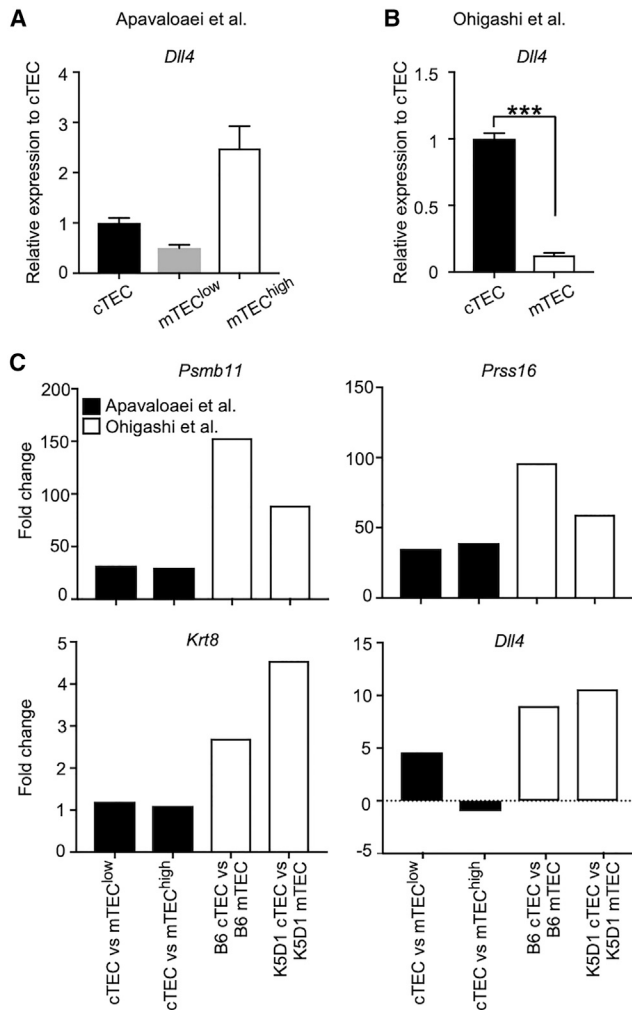 A
Apavaloaei et al.
Dll4
Relative expression to cTEC
4
3
2
1
0
cTEC
mTEClow
mTEChigh
B
Ohigashi et al.
Dll4
Relative expression to cTEC
1.5
1
0.5
0
***
cTEC
mTEC
C
Psmb11
Fold change
200
150
100
50
0
Apavaloaei et al.
Ohigashi et al.
Prss16
150
100
50
0
Krt8
Fold change
5
4
3
2
1
0
cTEC vs mTEClow
cTEC vs mTEChigh
B6 cTEC vs
B6 mTEC
K5D1 cTEC vs
K5D1 mTEC
Dll4
15
10
5
0
-5
cTEC vs mTEClow
cTEC vs mTEChigh
B6 cTEC vs
B6 mTEC
K5D1 cTEC vs
K5D1 mTEC